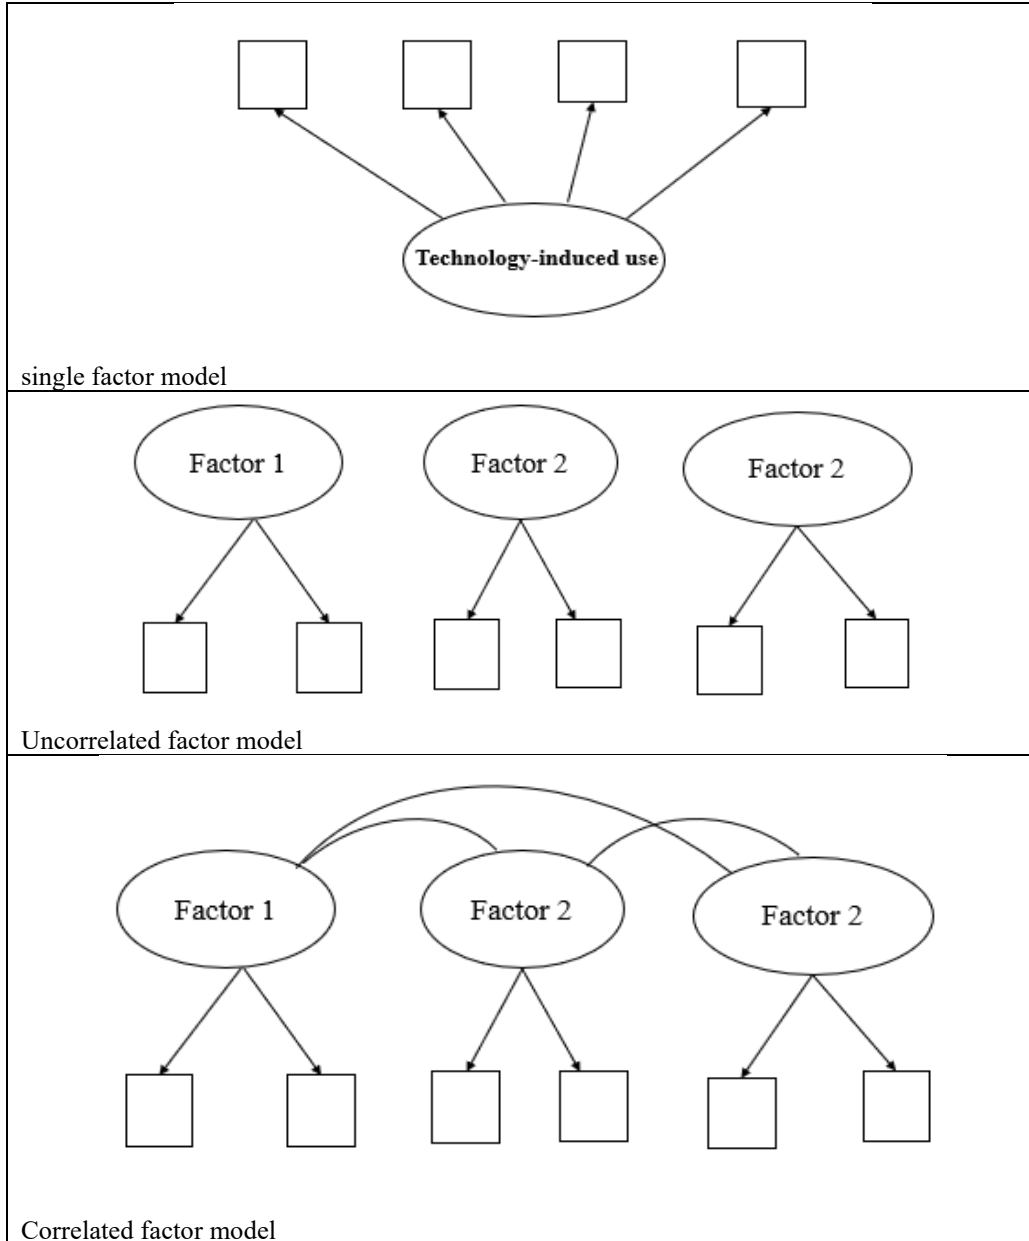 Technology-induced use
single factor model
Factor 1
Factor 2
Factor 2
Uncorrelated factor model
Factor 1
Factor 2
Factor 2
Correlated factor model